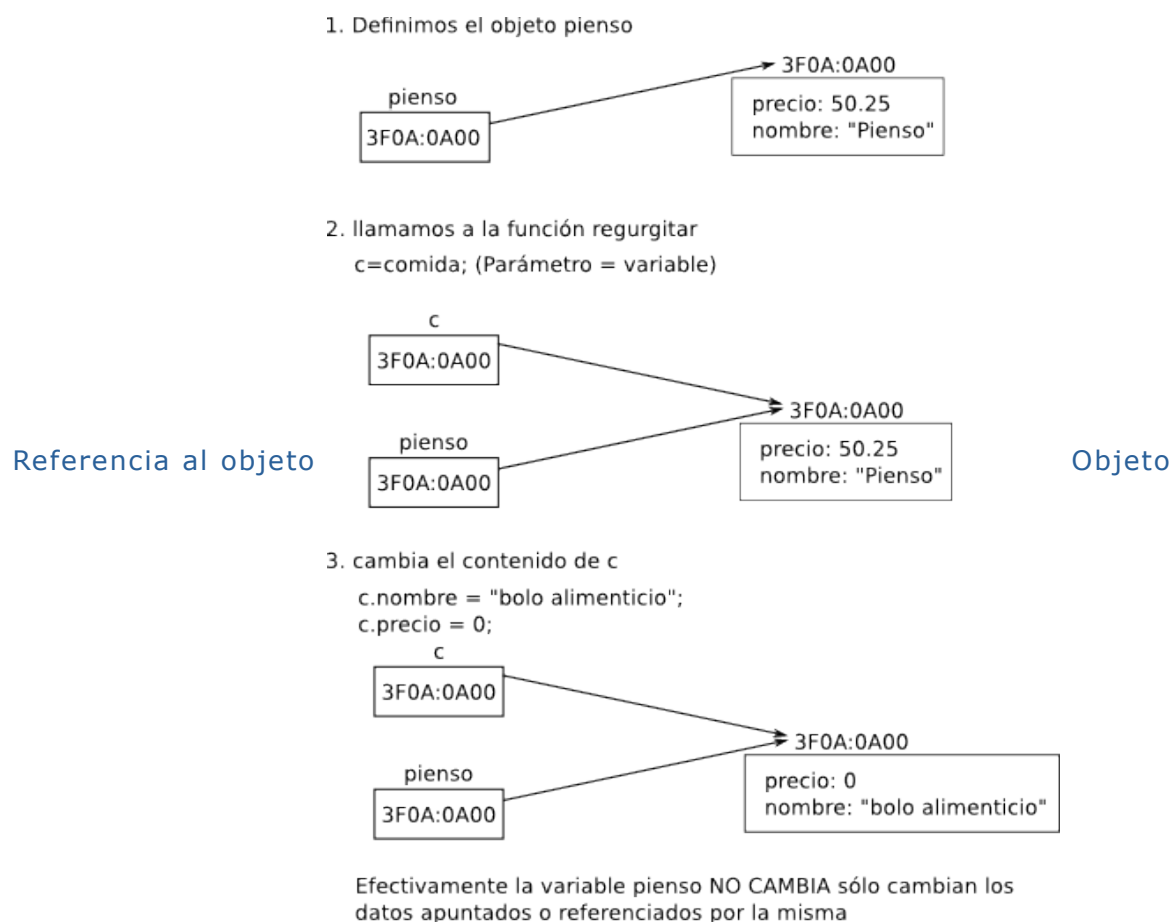 1. Definimos el objeto pienso
3F0A:0A00
pienso
3F0A:0A00
precio: 50.25
nombre: "Pienso"
2. llamamos a la función regurgitar
c=comida; (Parámetro = variable)
c
3F0A:0A00
3F0A:0A00
pienso
3F0A:0A00
precio: 50.25
nombre: "Pienso"
Referencia al objeto
Objeto
3. cambia el contenido de c
c.nombre = "bolo alimenticio";
c.precio = 0;
c
3F0A:0A00
3F0A:0A00
pienso
3F0A:0A00
precio: 0
nombre: "bolo alimenticio"
Efectivamente la variable pienso NO CAMBIA sólo cambian los
datos apuntados o referenciados por la misma